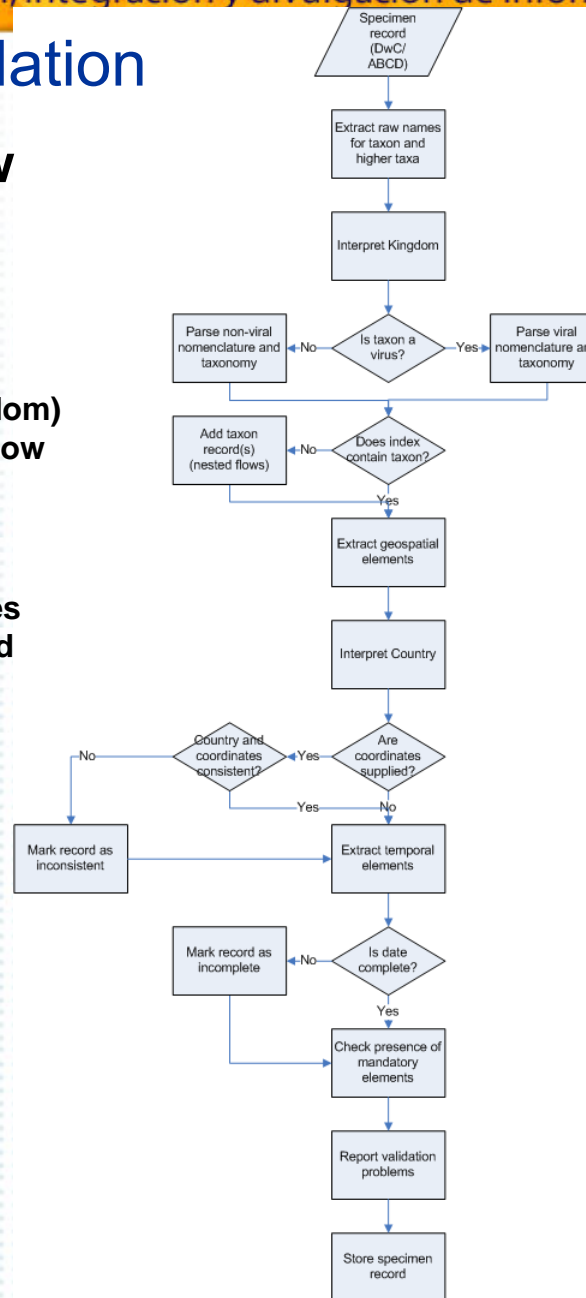 integración y divulgación de
lation
Specimen
record
(DwC/
ABCD)
Extract raw names
for taxon and
higher taxa
Interpret Kingdom
Is taxon a
virus?
No
Yes
Parse non-viral
nomenclature and
taxonomy
Parse viral
nomenclature
taxonomy
lom)
ow
Does index
contain taxon?
No
Yes
Add taxon
record(s)
(nested flows)
Extract geospatial
elements
es
d
Interpret Country
Are
coordinates
supplied?
Yes
No
Country and
coordinates
consistent?
No
Yes
Mark record as
inconsistent
Extract temporal
elements
Is date
complete?
No
Yes
Mark record as
incomplete
Check presence of
mandatory
elements
Report validation
problems
Store specimen
record